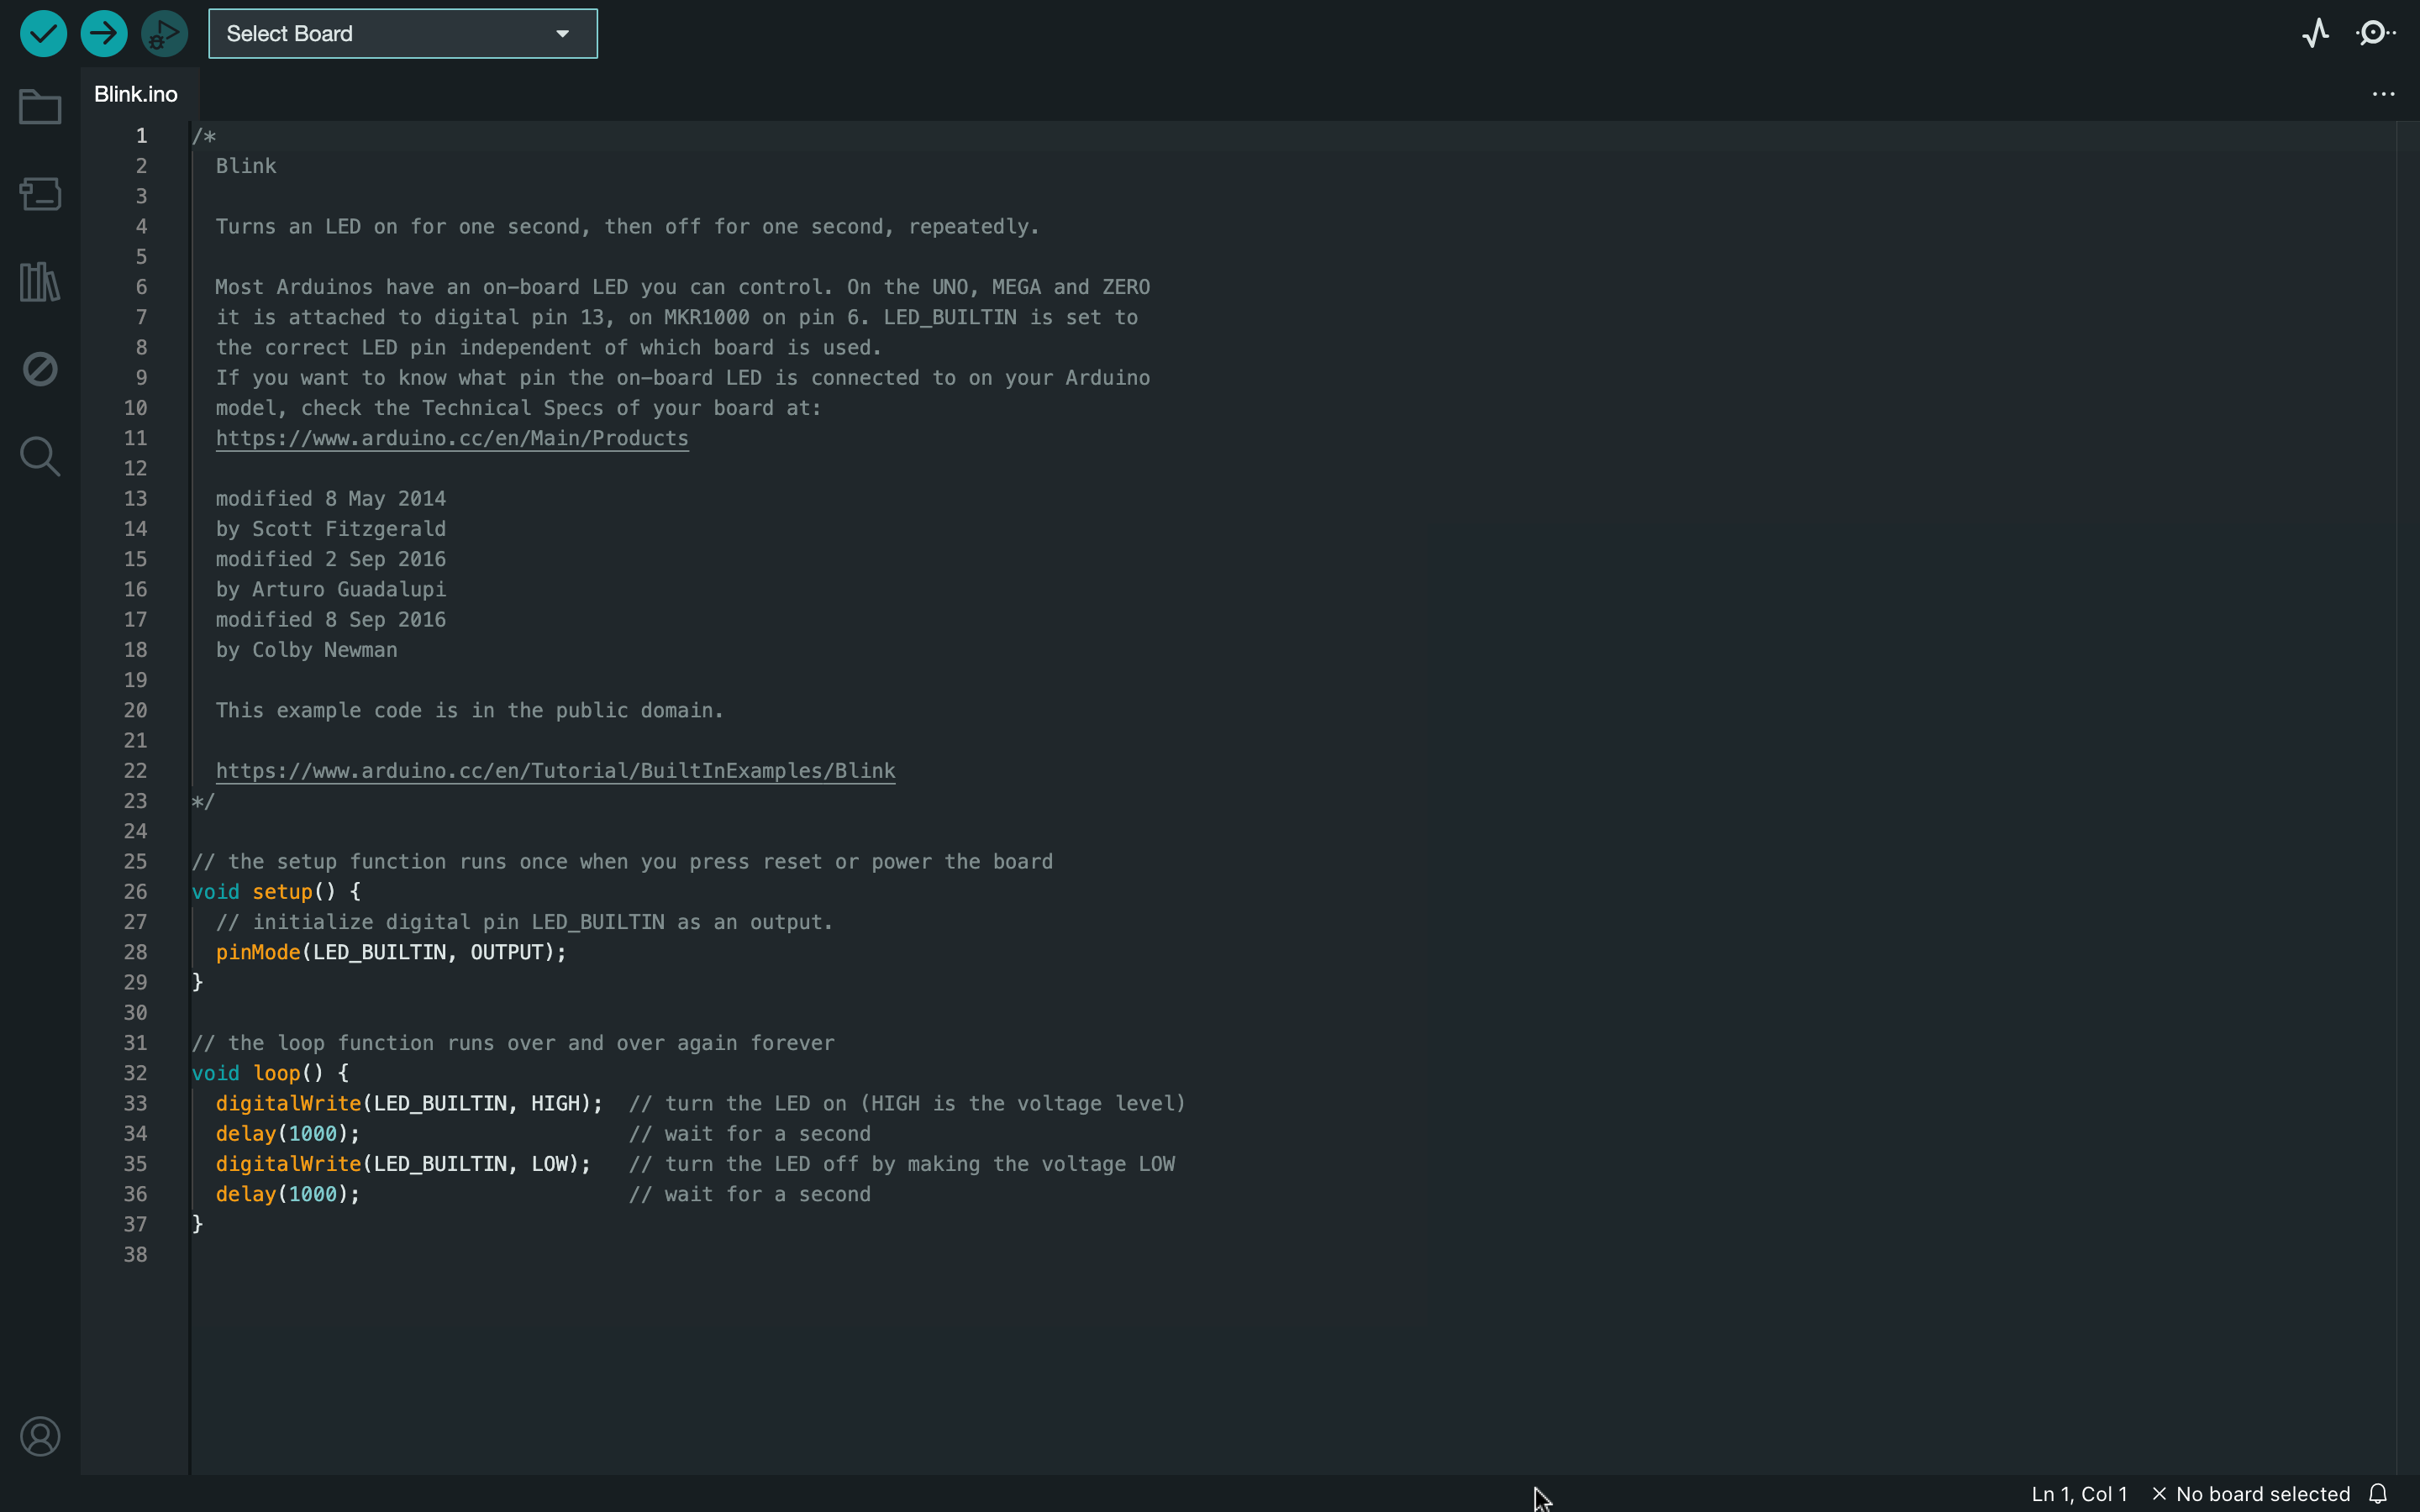 Select Board
Blink.ino
1 /*
2 Blink
3
4 Turns an LED on for one second, then off for one second, repeatedly.
5
6 Most Arduinos have an on-board LED you can control. On the UNO, MEGA and ZERO
7 it is attached to digital pin 13, on MKR1000 on pin 6. LED_BUILTIN is set to
8 the correct LED pin independent of which board is used.
9 If you want to know what pin the on-board LED is connected to on your Arduino
10 model, check the Technical Specs of your board at:
11 https://www.arduino.cc/en/Main/Products
12
13 modified 8 May 2014
14 by Scott Fitzgerald
15 modified 2 Sep 2016
16 by Arturo Guadalupi
17 modified 8 Sep 2016
18 by Colby Newman
19
20 This example code is in the public domain.
21
22 https://www.arduino.cc/en/Tutorial/BuiltInExamples/Blink
23 */
24
25 // the setup function runs once when you press reset or power the board
26 void setup() {
27 // initialize digital pin LED_BUILTIN as an output.
28 pinMode(LED_BUILTIN, OUTPUT);
29 }
30
31 // the loop function runs over and over again forever
32 void loop() {
33 digitalWrite(LED_BUILTIN, HIGH);  // turn the LED on (HIGH is the voltage level)
34 delay(1000);                      // wait for a second
35 digitalWrite(LED_BUILTIN, LOW);   // turn the LED off by making the voltage LOW
36 delay(1000);                      // wait for a second
37 }
38
Ln 1, Col 1 × No board selected